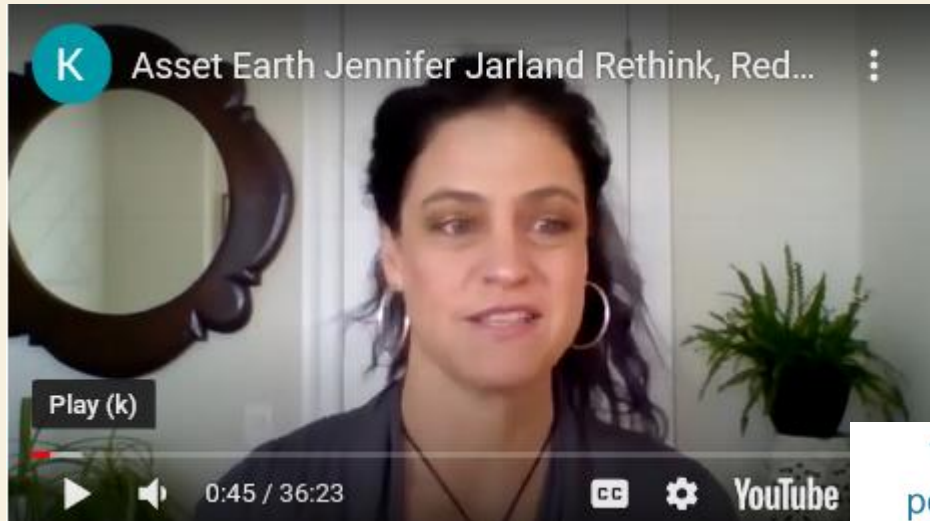 K
Asset Earth Jennifer Jarland Rethink, Red...
Play (k)
0:45 / 36:23
CC
YouTube